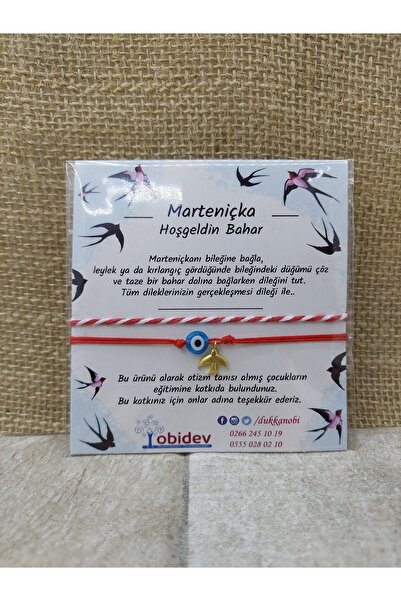 Marteniçka
Hoşgeldin Bahar
Marteniçkanı bileğine bağla,
leylek ya da kırlangıç gördüğünde bileğindeki düğümü çöz
ve taze bir bahar dalına bağlarken dileğini tut.
Tüm dileklerinizin gerçekleşmesi dileği ile..
Bu ürünü alarak otizm tanısı almış çocukların
eğitimine katkıda bulundunuz.
Bu katkınız için onlar adına teşekkür ederiz.
/dukkanobi
obidev
0266 245 10 19
0555 028 02 10